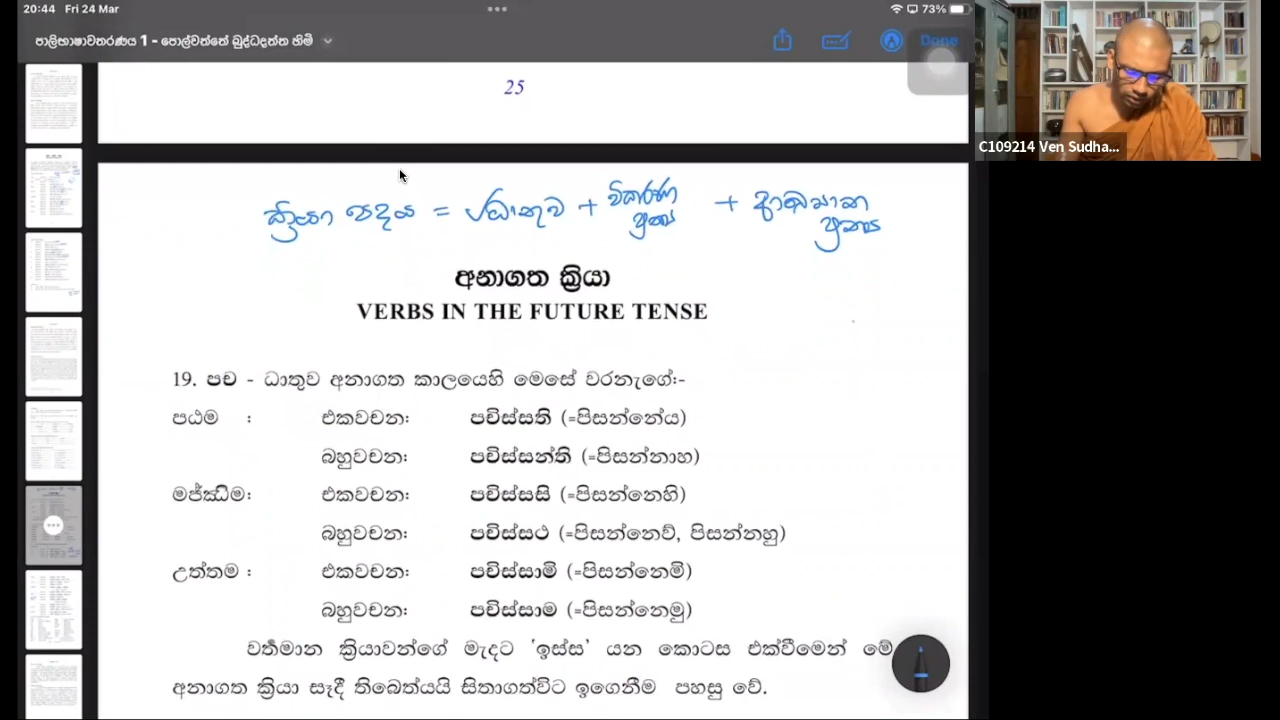 20:44 Fri 24 Mar
73%
පාලිභාෂාවතරණය 1 - පොල්වත්තේ බුද්ධදත්ත හිමි
Done
25
C109214 Ven Sudha...
ක්‍රියා පදය = √ධාතුව + විකරණ ප්‍රත්‍ය + ආඛ්‍යාත ප්‍රත්‍ය
අනාගත ක්‍රියා
VERBS IN THE FUTURE TENSE
19. පච - ධාතුව අනාගත කාලයෙහි මෙසේ වරනැගේ:-
පඨම : එකවචන: පචිස්සති (=පිසන්නේය)
බහුවචන: පචිස්සන්ති (=පිසන්නාහ)
මජ්ඣිම: එකවචන: පචිස්සසි (=පිසන්නෙහි)
බහුවචන: පචිස්සථ (=පිසන්නෙව්, පිසන්නහු)
උත්තම : එකවචන: පචිස්සාමි (=පිසන්නෙමි)
බහුවචන: පචිස්සාම (=පිසන්නෙමු)
වර්‍තමාන ක්‍රියාවන්ගේ මැදට 'ඉස්ස' යන කොටස එක්වීමෙන් මේ
අනාගත ක්‍රියා සෑදී තිබෙත්යයි සිතාගත්විට ඉගෙනීම පහසු වේ.